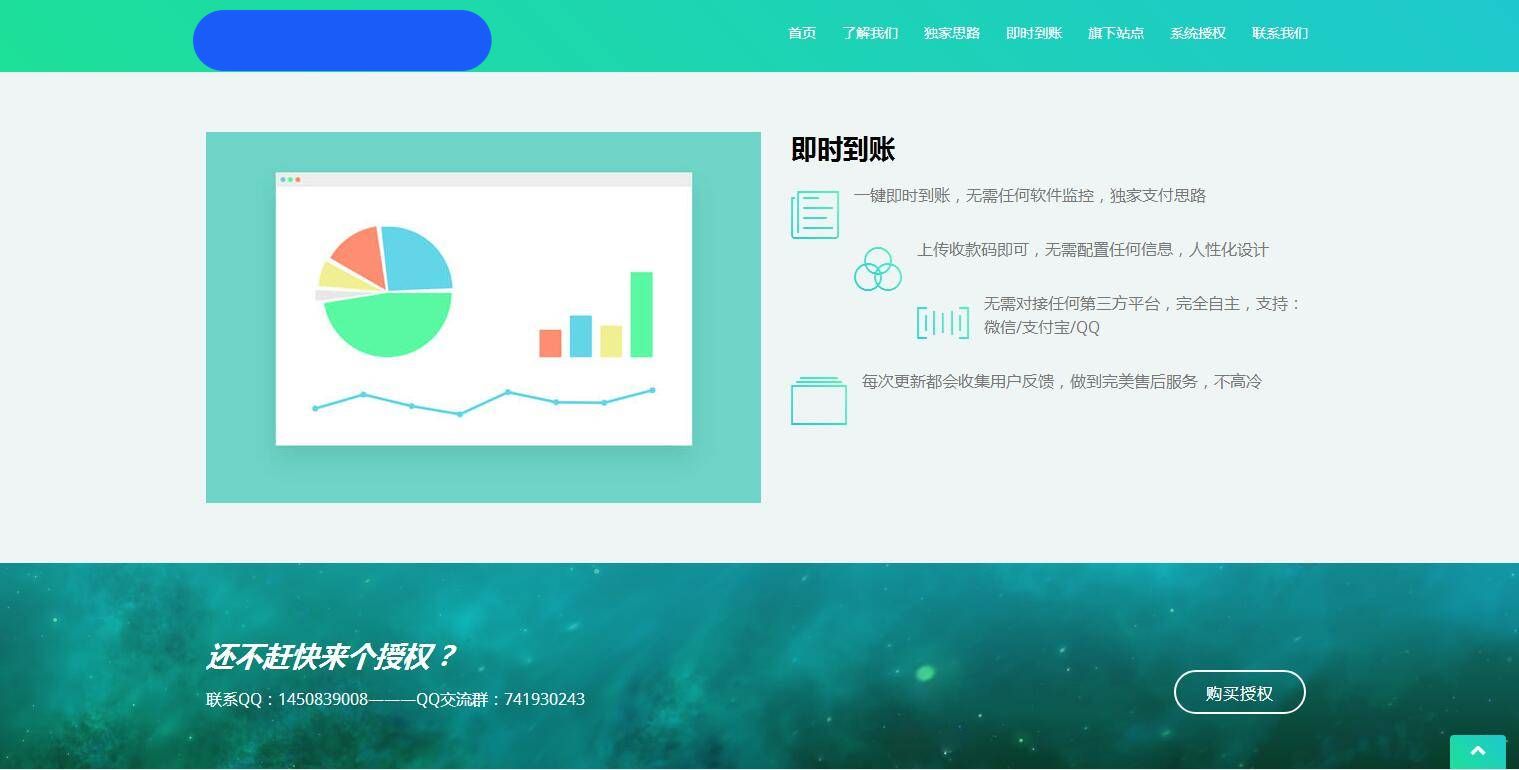 首页 了解我们 独家思路 即时到账 旗下站点 系统授权 联系我们
即时到账
一键即时到账，无需任何软件监控，独家支付思路
上传收款码即可，无需配置任何信息，人性化设计
无需对接任何第三方平台，完全自主，支持：
微信/支付宝/QQ
每次更新都会收集用户反馈，做到完美售后服务，不高冷
还不赶快来个授权？
联系QQ：1450839008———QQ交流群：741930243
购买授权